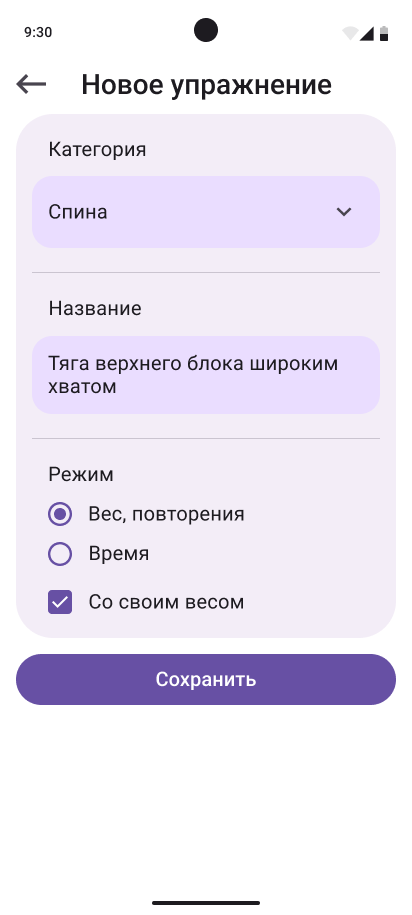 9:30
Новое упражнение
Категория
Спина
Название
Тяга верхнего блока широким
хватом
Режим
Вес, повторения
Время
Со своим весом
Сохранить